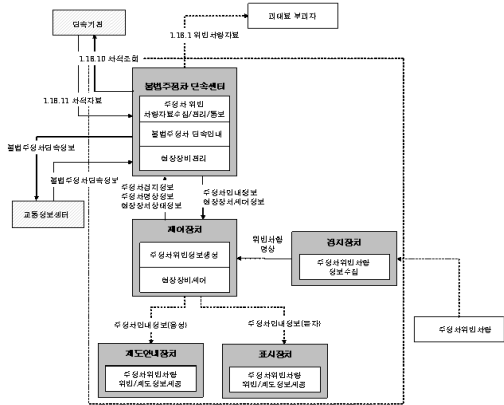 단속기관
과태료 부과자
1.18.1 위반차량자료
1.18.10 차적조회
불법주정차 단속센터
주정차 위반
차량자료수집/관리/통보
1.18.11 차적자료
불법주정차 단속안내
불법주정차단속정보
현장장비관리
불법주정차단속정보
주정차감지정보
주정차영상정보
현장장치상태정보
주정차안내정보
현장장치제어정보
교통정보센터
제어장치
주정차위반정보생성
현장장비제어
위반차량
영상
감지장치
주정차위반차량
정보수집
주정차안내정보(음성)
주정차안내정보(문자)
주정차위반차량
계도안내장치
주정차위반차량
위반/계도정보제공
표시장치
주정차위반차량
위반/계도정보제공